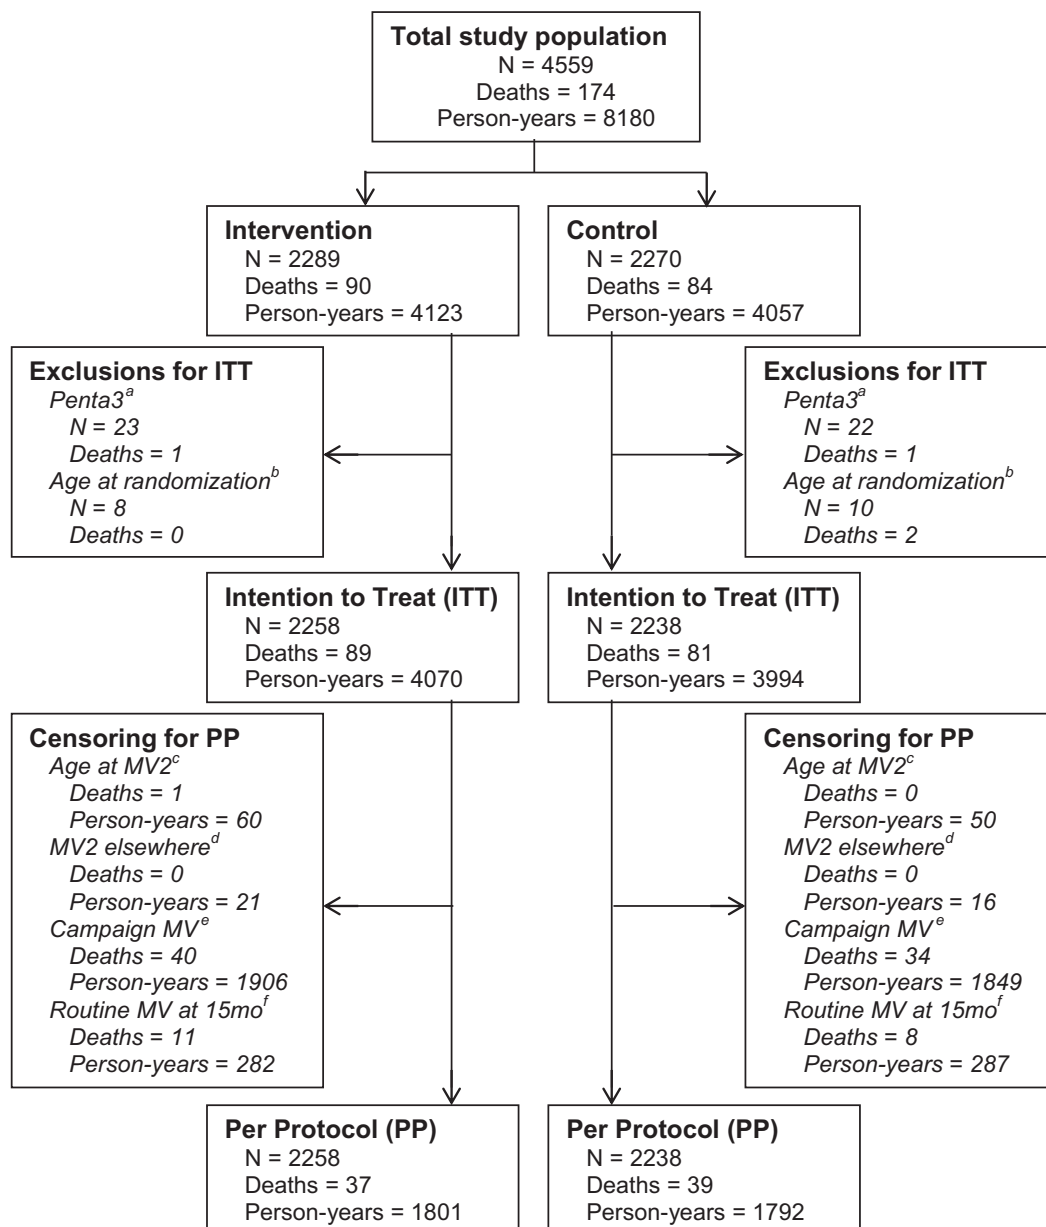 Total study population
N = 4559
Deaths = 174
Person-years = 8180
Intervention
N = 2289
Deaths = 90
Person-years = 4123
Control
N = 2270
Deaths = 84
Person-years = 4057
Exclusions for ITT
Penta3a
N = 23
Deaths = 1
Age at randomizationb
N = 8
Deaths = 0
Exclusions for ITT
Penta3a
N = 22
Deaths = 1
Age at randomizationb
N = 10
Deaths = 2
Intention to Treat (ITT)
N = 2258
Deaths = 89
Person-years = 4070
Intention to Treat (ITT)
N = 2238
Deaths = 81
Person-years = 3994
Censoring for PP
Age at MV2c
Deaths = 1
Person-years = 60
MV2 elsewhered
Deaths = 0
Person-years = 21
Campaign MVe
Deaths = 40
Person-years = 1906
Routine MV at 15mof
Deaths = 11
Person-years = 282
Censoring for PP
Age at MV2c
Deaths = 0
Person-years = 50
MV2 elsewhered
Deaths = 0
Person-years = 16
Campaign MVe
Deaths = 34
Person-years = 1849
Routine MV at 15mof
Deaths = 8
Person-years = 287
Per Protocol (PP)
N = 2258
Deaths = 37
Person-years = 1801
Per Protocol (PP)
N = 2238
Deaths = 39
Person-years = 1792